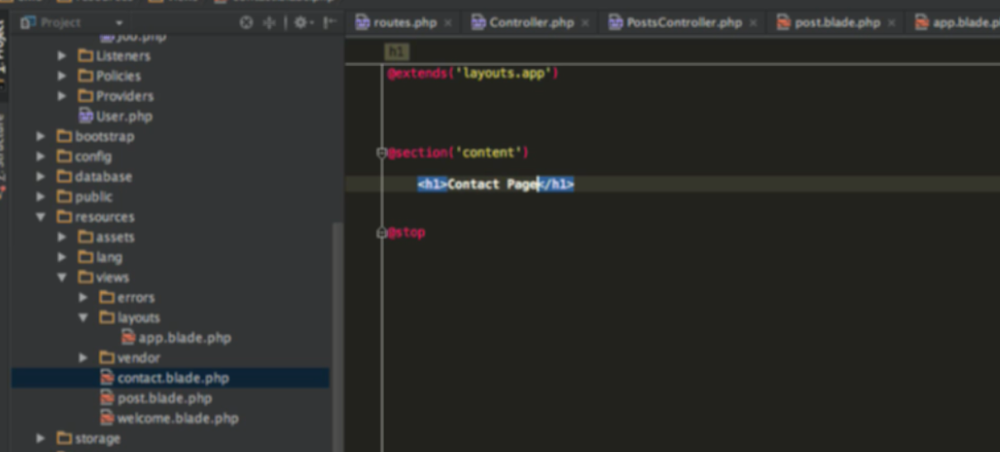 Project
routes.php
Controller.php
PostsController.php
post.blade.php
app.blade.p
job.php
Listeners
Policies
Providers
User.php
bootstrap
config
database
public
resources
assets
lang
views
errors
layouts
app.blade.php
vendor
contact.blade.php
post.blade.php
welcome.blade.php
storage
h1
@extends('layouts.app')
@section('content')
<h1>Contact Page</h1>
@stop